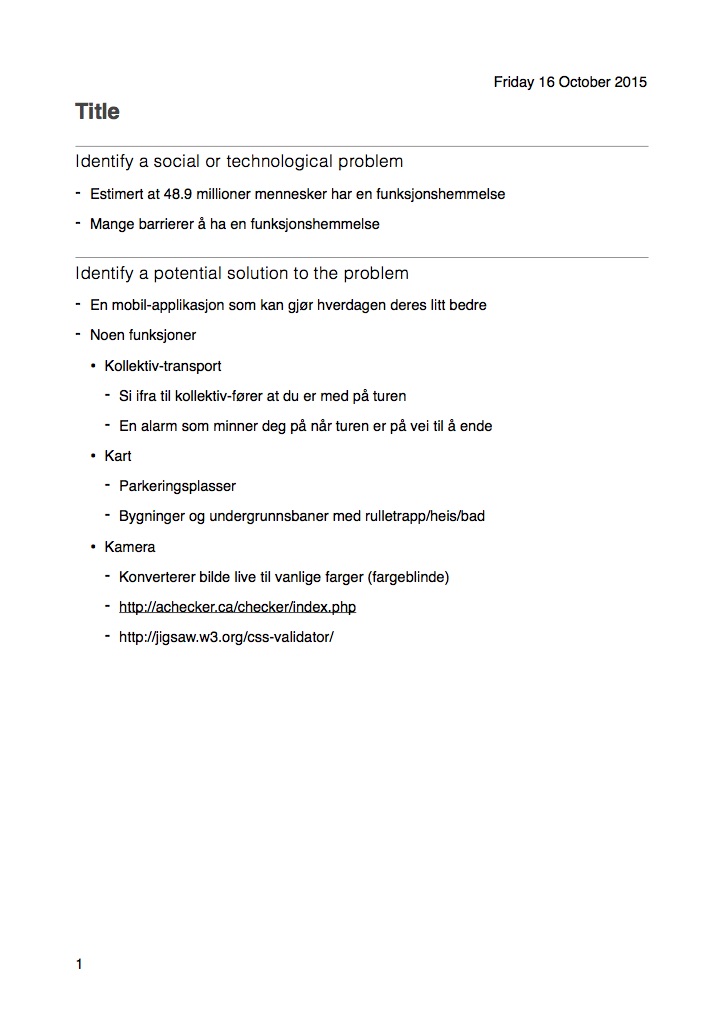 Friday 16 October 2015
Title
Identify a social or technological problem
- Estimert at 48.9 millioner mennesker har en funksjonshemmelse
- Mange barrierer å ha en funksjonshemmelse
Identify a potential solution to the problem
- En mobil-applikasjon som kan gjør hverdagen deres litt bedre
- Noen funksjoner
• Kollektiv-transport
- Si ifra til kollektiv-fører at du er med på turen
- En alarm som minner deg på når turen er på vei til å ende
• Kart
- Parkeringsplasser
- Bygninger og undergrunnsbaner med rulletrapp/heis/bad
• Kamera
- Konverterer bilde live til vanlige farger (fargeblinde)
- http://achecker.ca/checker/index.php
- http://jigsaw.w3.org/css-validator/
1